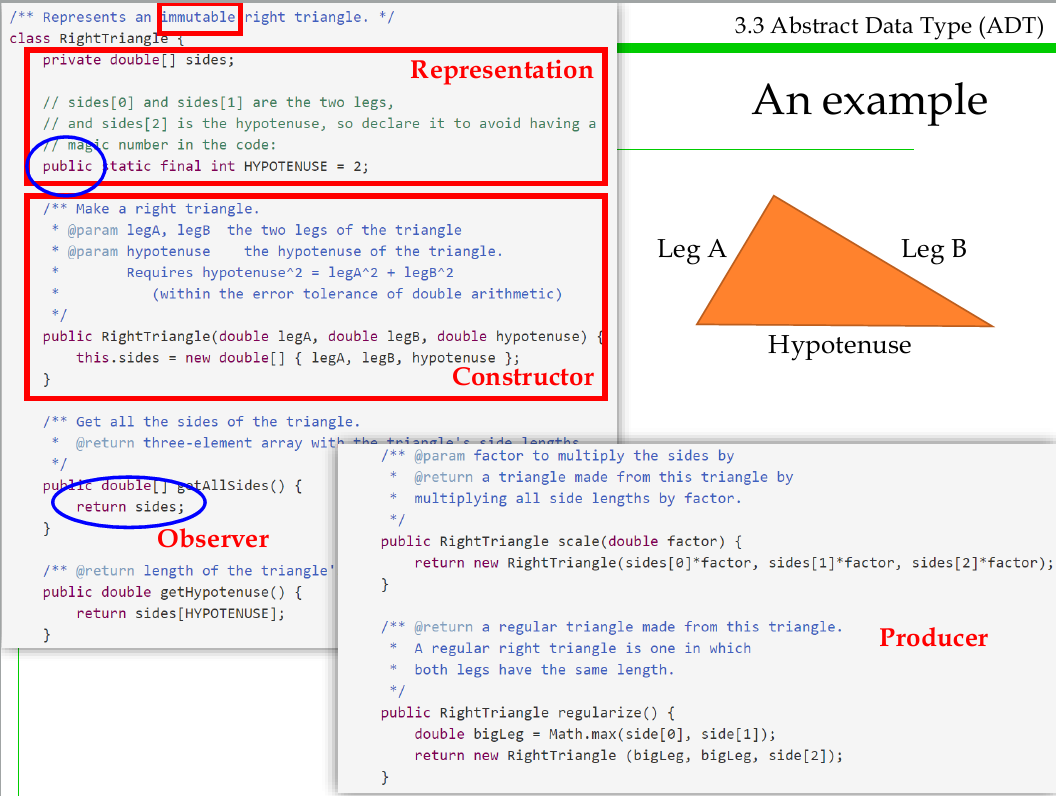 /** Represents an immutable right triangle. */
class RightTriangle {
private double[] sides;
Representation
// sides[0] and sides[1] are the two legs,
// and sides[2] is the hypotenuse, so declare it to avoid having a
// magic number in the code:
public static final int HYPOTENUSE = 2;
/** Make a right triangle.
* @param legA, legB the two legs of the triangle
* @param hypotenuse the hypotenuse of the triangle.
* Requires hypotenuse^2 = legA^2 + legB^2
* (within the error tolerance of double arithmetic)
*/
public RightTriangle(double legA, double legB, double hypotenuse) {
this.sides = new double[] { legA, legB, hypotenuse };
}
Constructor
/** Get all the sides of the triangle.
* @return three-element array with the triangle's side lengths
*/
public double[] getAllSides() {
return sides;
}
Observer
/** @return length of the triangle'
public double getHypotenuse() {
return sides[HYPOTENUSE];
}
3.3 Abstract Data Type (ADT)
An example
Leg A
Leg B
Hypotenuse
/** @param factor to multiply the sides by
* @return a triangle made from this triangle by
* multiplying all side lengths by factor.
*/
public RightTriangle scale(double factor) {
return new RightTriangle(sides[0]*factor, sides[1]*factor, sides[2]*factor);
}
/** @return a regular triangle made from this triangle.
* A regular right triangle is one in which
* both legs have the same length.
*/
Producer
public RightTriangle regularize() {
double bigLeg = Math.max(side[0], side[1]);
return new RightTriangle (bigLeg, bigLeg, side[2]);
}